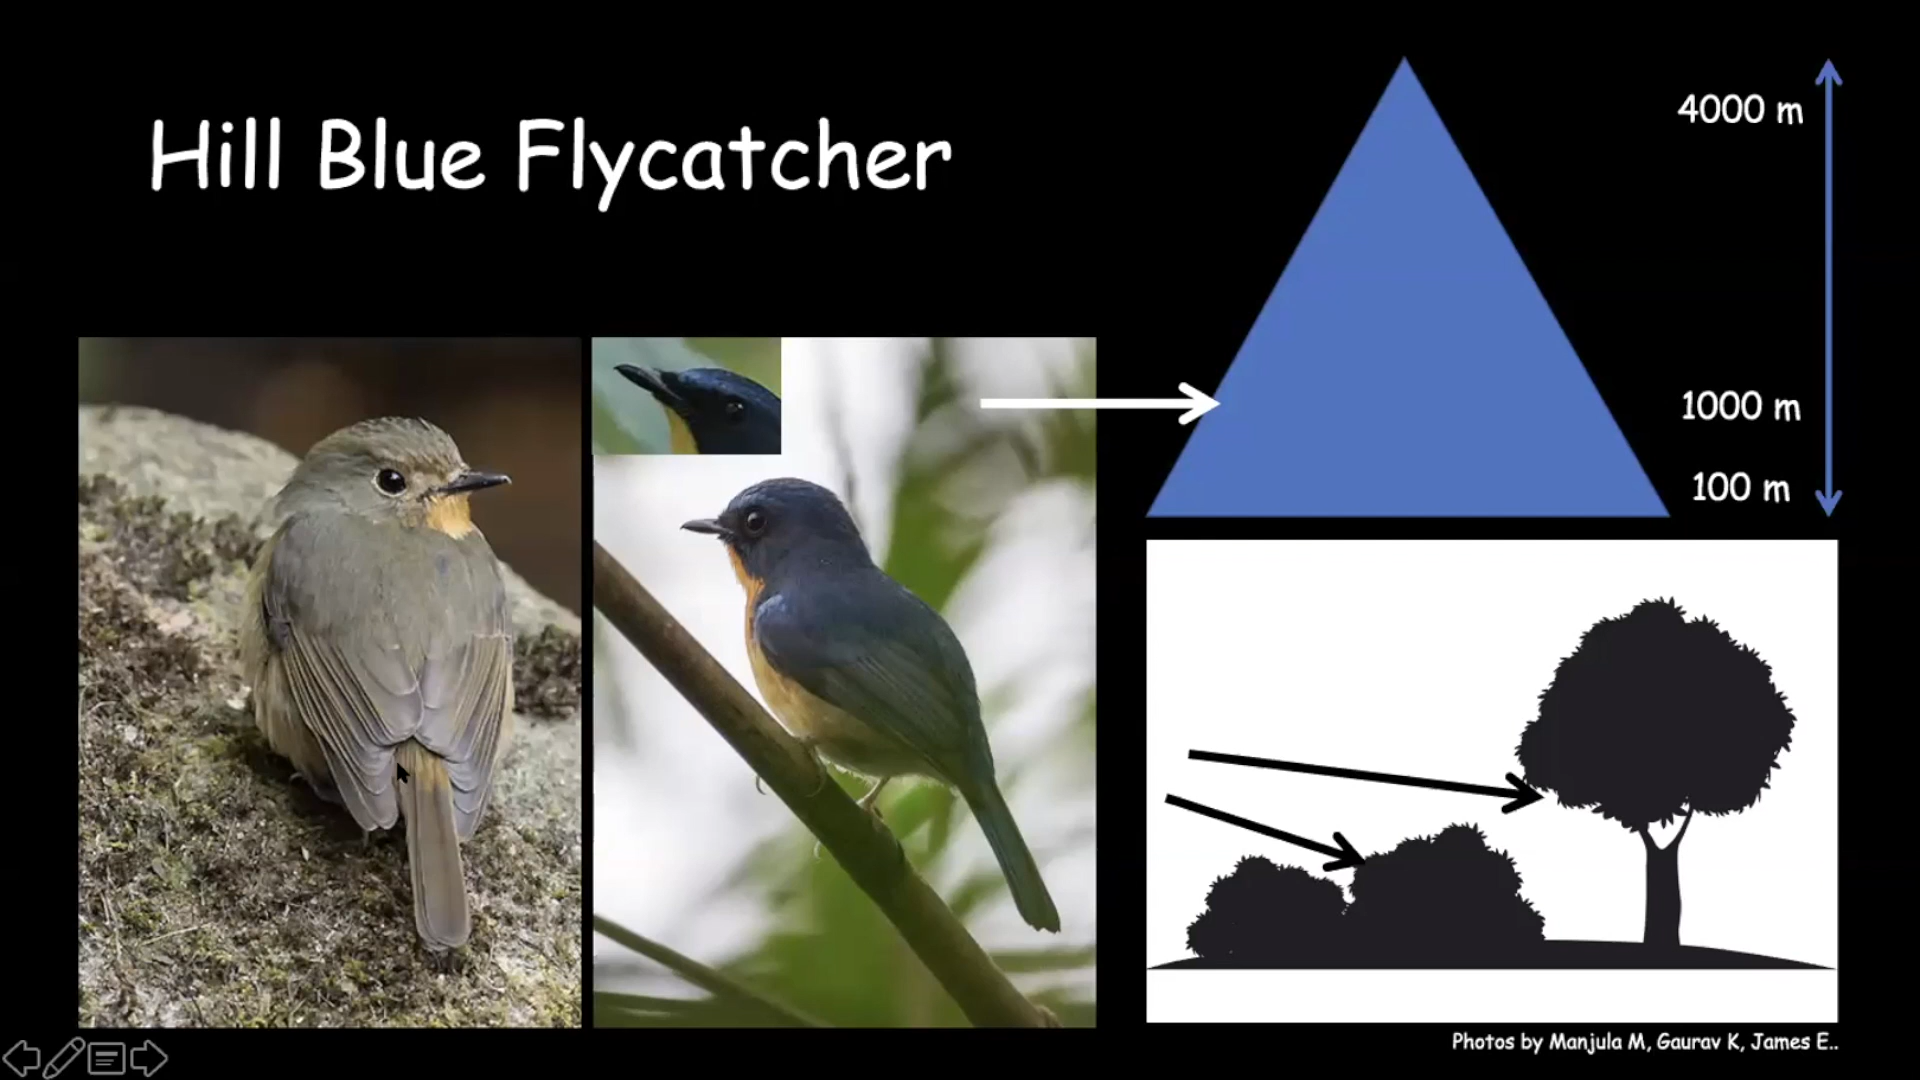 Hill Blue Flycatcher
4000 m
1000 m
100 m
Photos by Manjula M, Gaurav K, James E..